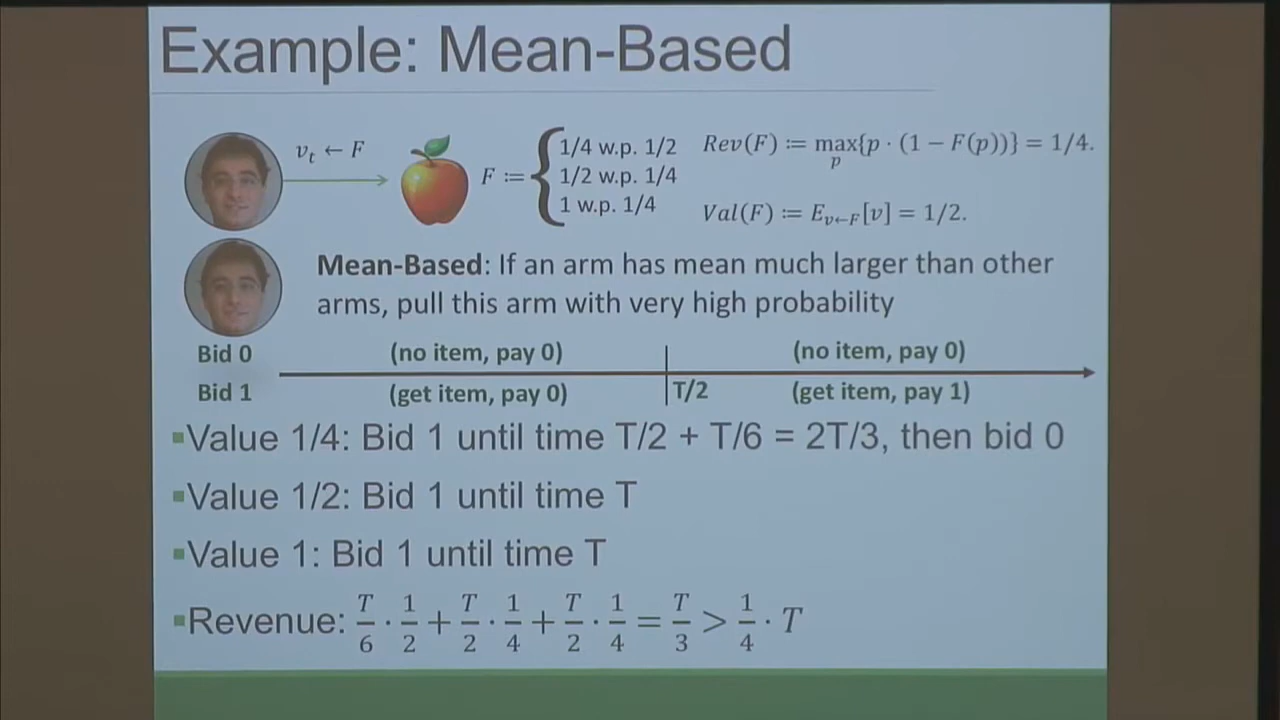 Example: Mean-Based
v_t ← F
F := { 1/4 w.p. 1/2
1/2 w.p. 1/4
1 w.p. 1/4
Rev(F) := max_p{p · (1 − F(p))} = 1/4.
Val(F) := E_{v←F}[v] = 1/2.
Mean-Based: If an arm has mean much larger than other
arms, pull this arm with very high probability
Bid 0 (no item, pay 0) (no item, pay 0)
Bid 1 (get item, pay 0) T/2 (get item, pay 1)
▪Value 1/4: Bid 1 until time T/2 + T/6 = 2T/3, then bid 0
▪Value 1/2: Bid 1 until time T
▪Value 1: Bid 1 until time T
▪Revenue: T/6 · 1/2 + T/2 · 1/4 + T/2 · 1/4 = T/3 > 1/4 · T